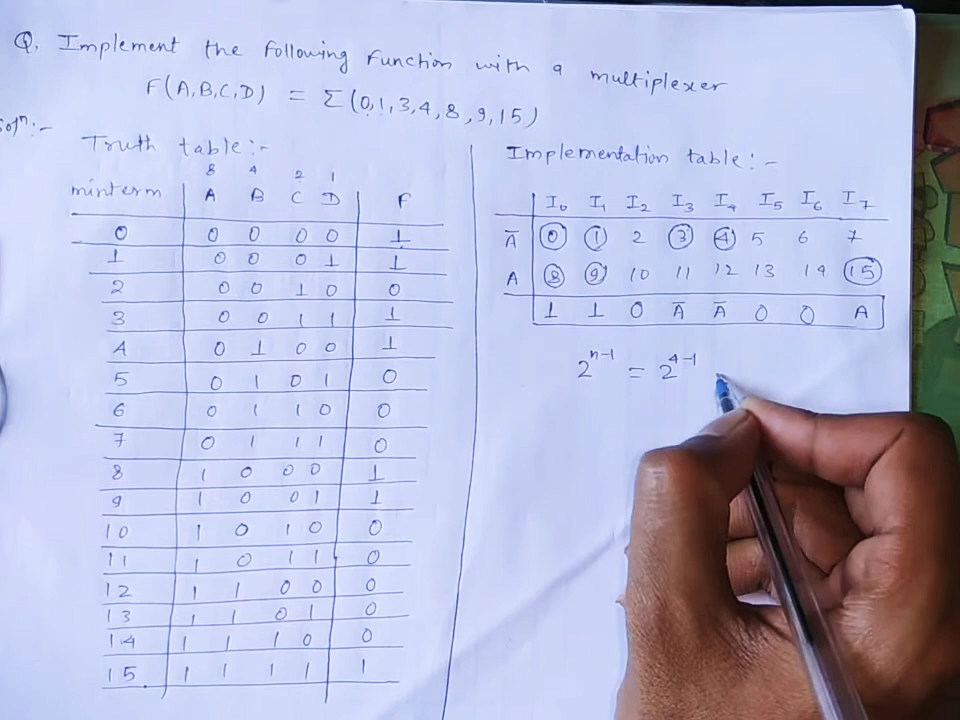 Q. Implement the following function with a multiplexer
F(A,B,C,D) = Σ(0,1,3,4,8,9,15)
Soln:-
Truth table:-
8 4 2 1
minterm A B C D F
0 0 0 0 0 1
1 0 0 0 1 1
2 0 0 1 0 0
3 0 0 1 1 1
4 0 1 0 0 1
5 0 1 0 1 0
6 0 1 1 0 0
7 0 1 1 1 0
8 1 0 0 0 1
9 1 0 0 1 1
10 1 0 1 0 0
11 1 0 1 1 0
12 1 1 0 0 0
13 1 1 0 1 0
14 1 1 1 0 0
15 1 1 1 1 1
Implementation table:-
I₀ I₁ I₂ I₃ I₄ I₅ I₆ I₇
Ā 0 1 2 3 4 5 6 7
A 8 9 10 11 12 13 14 15
1 1 0 Ā Ā 0 0 A
2ⁿ⁻¹ = 2⁴⁻¹